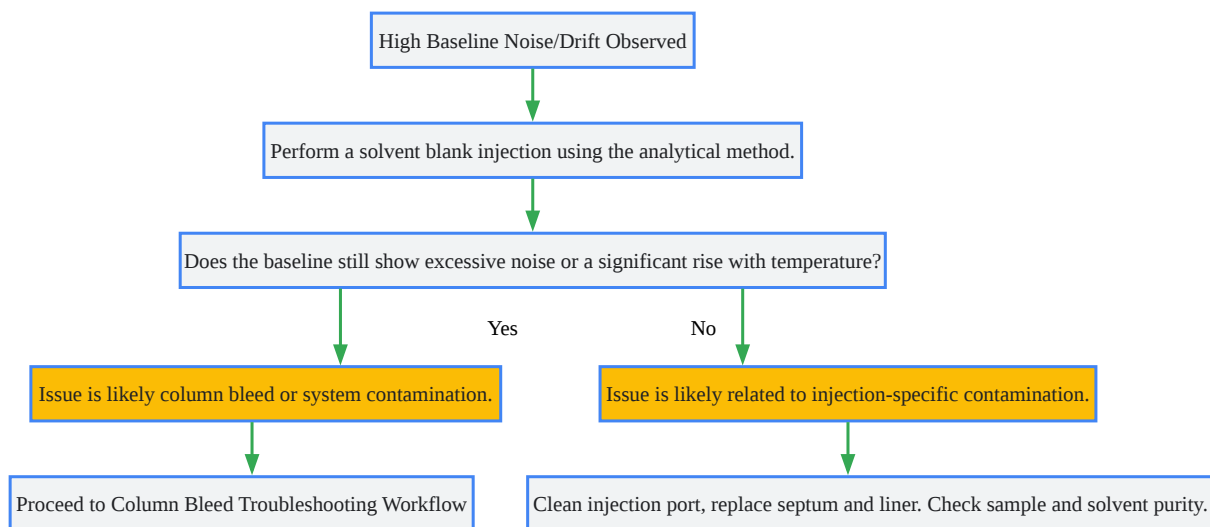 High Baseline Noise/Drift Observed
Perform a solvent blank injection using the analytical method.
Does the baseline still show excessive noise or a significant rise with temperature?
Yes
No
Issue is likely column bleed or system contamination.
Issue is likely related to injection-specific contamination.
Proceed to Column Bleed Troubleshooting Workflow
Clean injection port, replace septum and liner. Check sample and solvent purity.